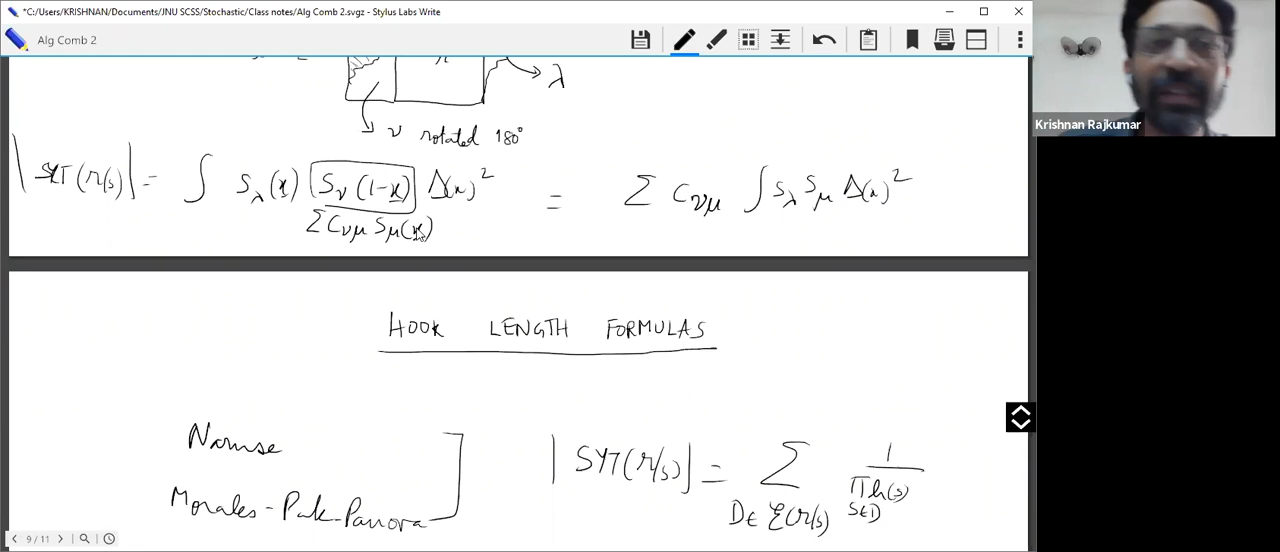 *C:/Users/KRISHNAN/Documents/JNU SCSS/Stochastic/Class notes/Alg Comb 2.svgz - Stylus Labs Write
Alg Comb 2
Krishnan Rajkumar
λ
ν rotated 180°
|SYT(r/s)| = ∫ S_λ(x) S_ν(1-x) Δ(x)² = Σ C_νμ ∫ S_λ S_μ Δ(x)²
Σ C_νμ S_μ(x)
HOOK LENGTH FORMULAS
Naruse
Morales-Pak-Panova
|SYT(r/s)| = Σ_{D∈ℰ(r/s)} 1/∏_{s∈D} h(s)
9 / 11